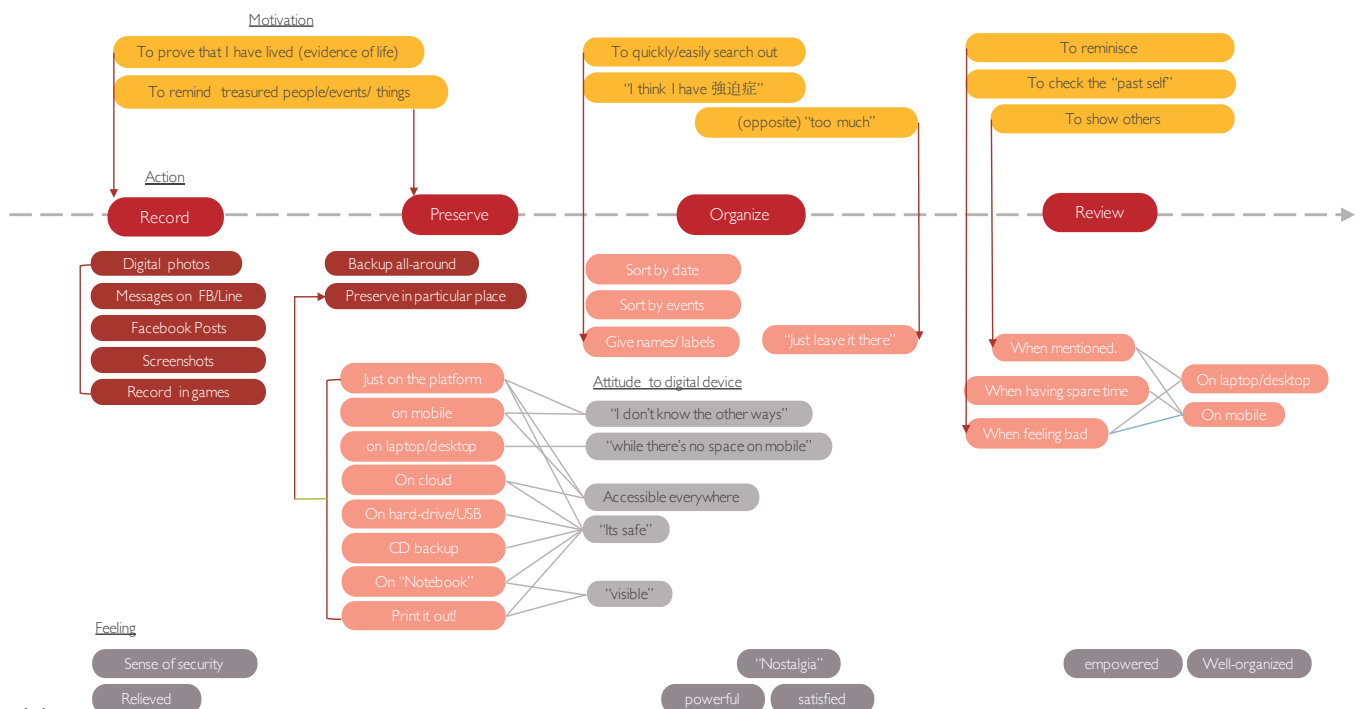 Motivation
To prove that I have lived (evidence of life)
To remind treasured people/events/ things
To quickly/easily search out
“I think I have 強迫症”
(opposite) “too much”
To reminisce
To check the “past self”
To show others
Action
Record
Preserve
Organize
Review
Digital photos
Messages on FB/Line
Facebook Posts
Screenshots
Record in games
Backup all-around
Preserve in particular place
Just on the platform
on mobile
on laptop/desktop
On cloud
On hard-drive/USB
CD backup
On “Notebook”
Print it out!
Sort by date
Sort by events
Give names/ labels
“Just leave it there”
Attitude to digital device
“I don’t know the other ways”
“while there’s no space on mobile”
Accessible everywhere
“Its safe”
“visible”
When mentioned.
When having spare time
When feeling bad
On laptop/desktop
On mobile
Feeling
Sense of security
Relieved
“Nostalgia”
powerful
satisfied
empowered
Well-organized